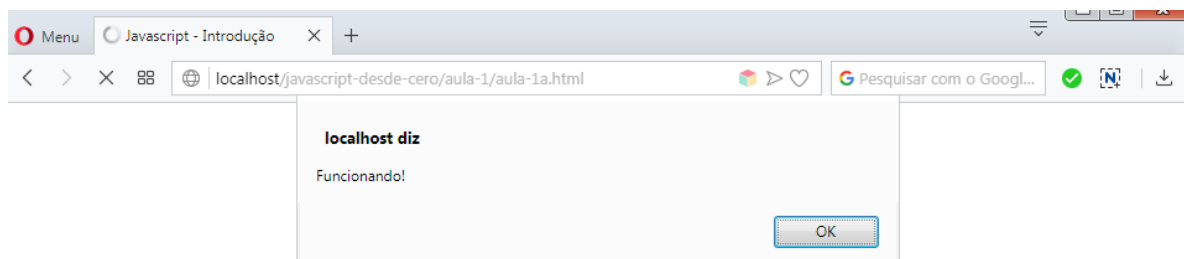 Menu
Javascript - Introdução
localhost/javascript-desde-cero/aula-1/aula-1a.html
G Pesquisar com o Googl...
N
localhost diz
Funcionando!
OK